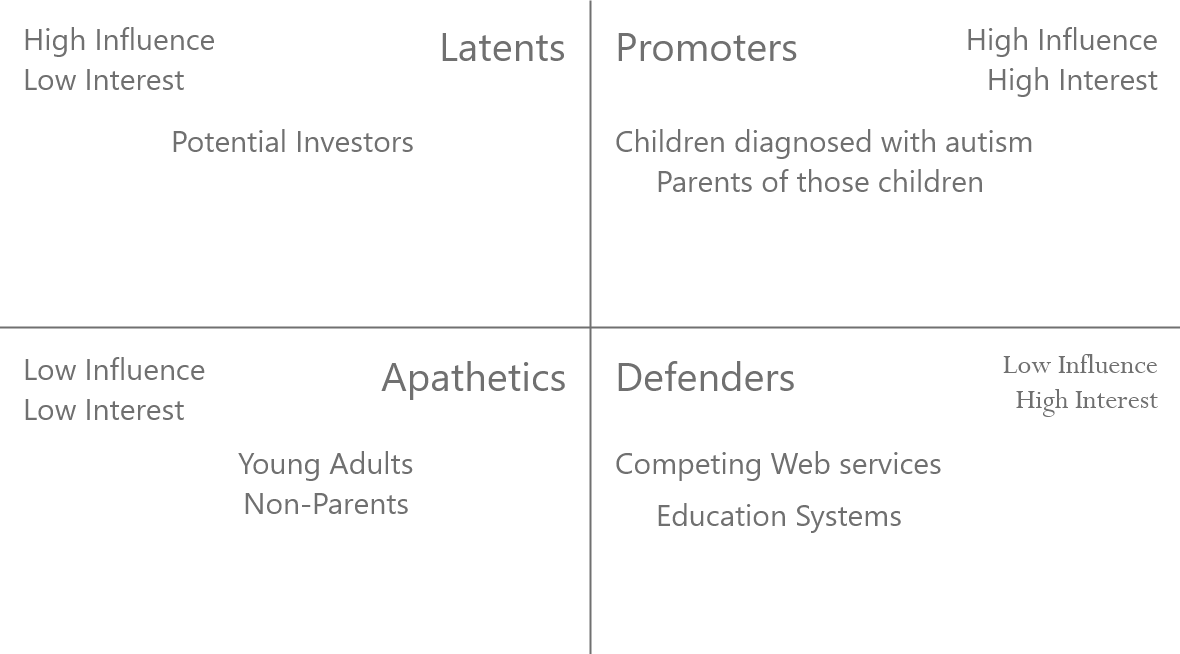 High Influence
Low Interest
Latents
Potential Investors
Promoters
High Influence
High Interest
Children diagnosed with autism
Parents of those children
Low Influence
Low Interest
Apathetics
Young Adults
Non-Parents
Defenders
Low Influence
High Interest
Competing Web services
Education Systems